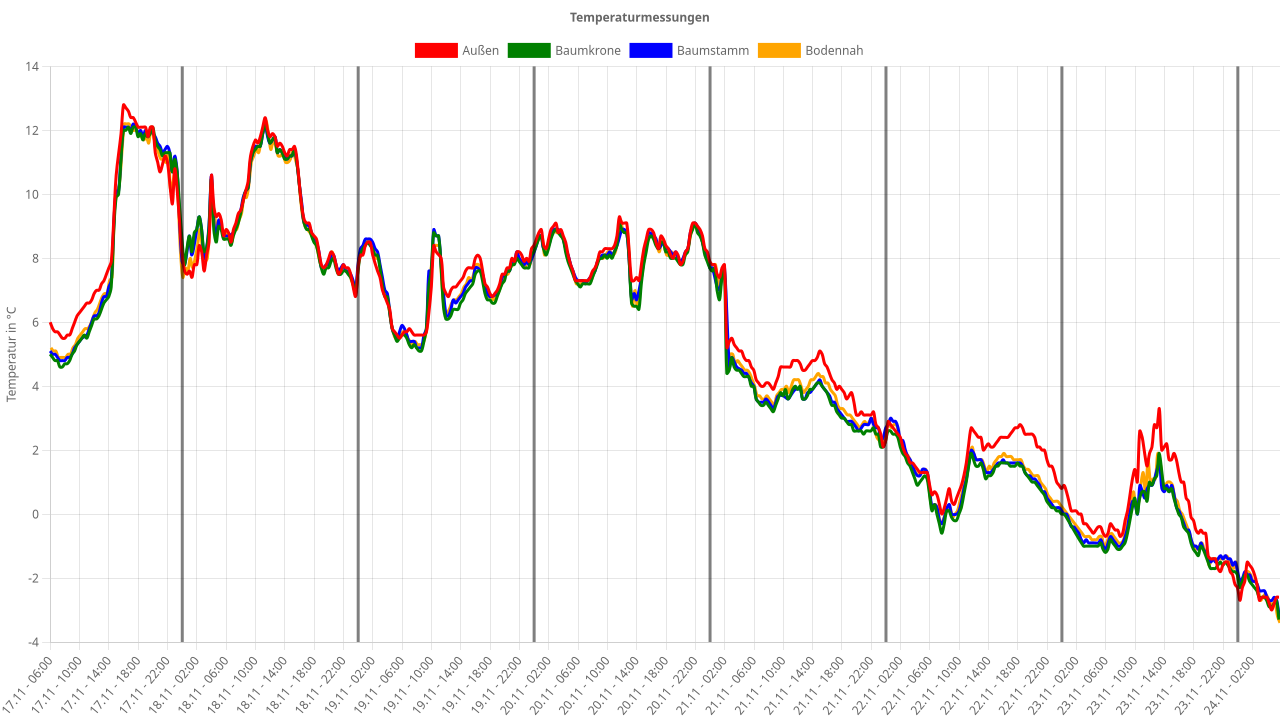 Temperaturmessungen
Außen Baumkrone Baumstamm Bodennah
Temperatur in °C
14
12
10
8
6
4
2
0
-2
-4
17.11 - 06:00
17.11 - 10:00
17.11 - 14:00
17.11 - 18:00
17.11 - 22:00
18.11 - 02:00
18.11 - 06:00
18.11 - 10:00
18.11 - 14:00
18.11 - 18:00
18.11 - 22:00
19.11 - 02:00
19.11 - 06:00
19.11 - 10:00
19.11 - 14:00
19.11 - 18:00
19.11 - 22:00
20.11 - 02:00
20.11 - 06:00
20.11 - 10:00
20.11 - 14:00
20.11 - 18:00
20.11 - 22:00
21.11 - 02:00
21.11 - 06:00
21.11 - 10:00
21.11 - 14:00
21.11 - 18:00
21.11 - 22:00
22.11 - 02:00
22.11 - 06:00
22.11 - 10:00
22.11 - 14:00
22.11 - 18:00
22.11 - 22:00
23.11 - 02:00
23.11 - 06:00
23.11 - 10:00
23.11 - 14:00
23.11 - 18:00
23.11 - 22:00
24.11 - 02:00